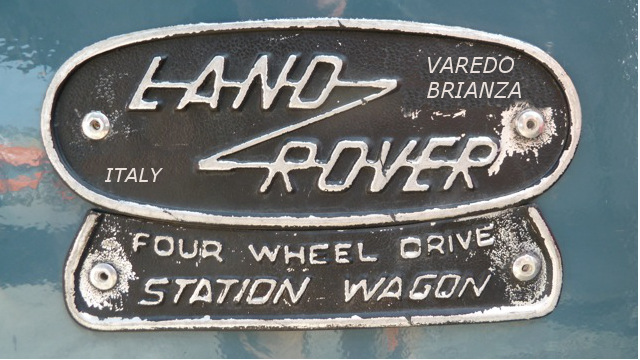 LAND
ROVER
VAREDO
BRIANZA
ITALY
FOUR WHEEL DRIVE
STATION WAGON